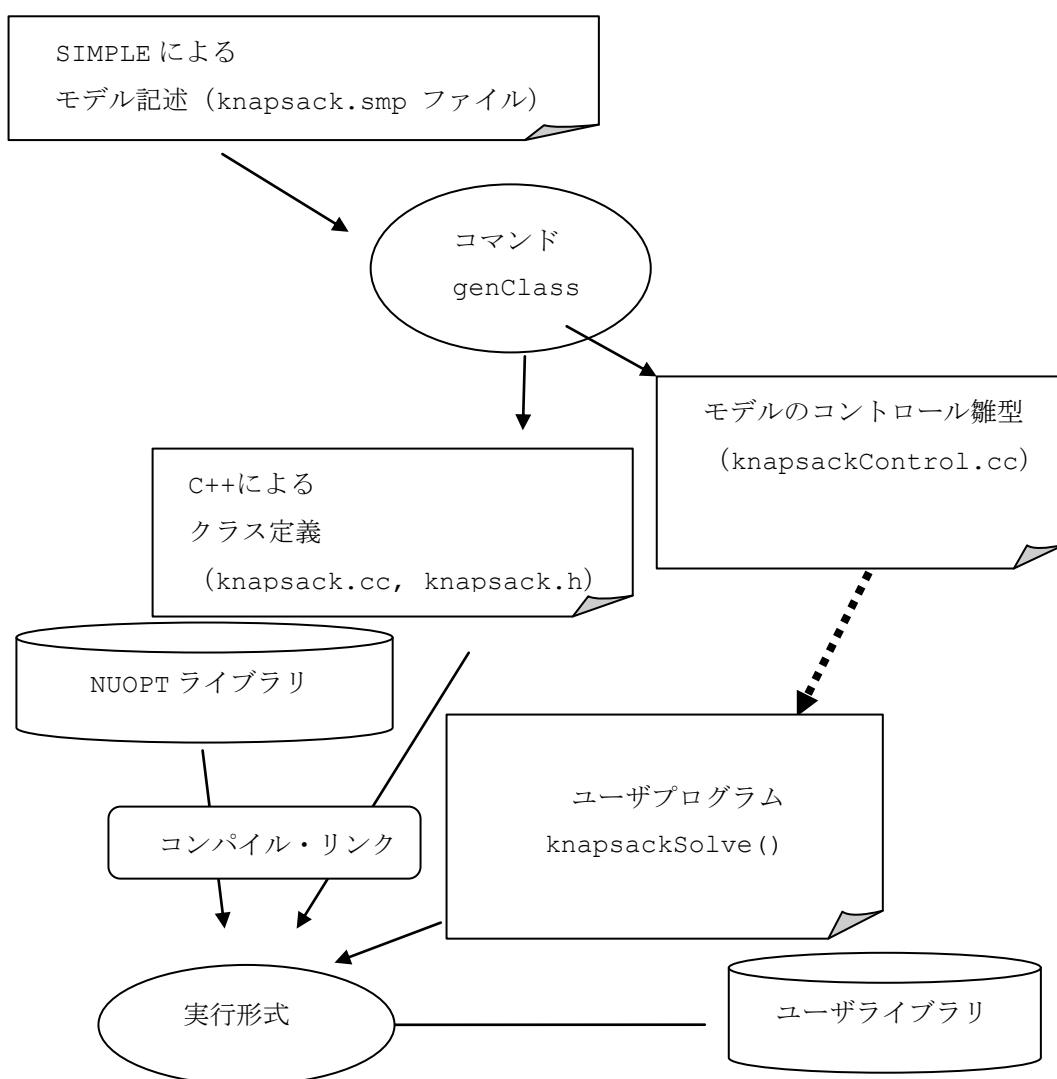 SIMPLE による
モデル記述（knapsack.smp ファイル）
コマンド
genClass
モデルのコントロール雛型
（knapsackControl.cc）
C++による
クラス定義
（knapsack.cc, knapsack.h）
NUOPT ライブラリ
ユーザプログラム
knapsackSolve()
コンパイル・リンク
実行形式
ユーザライブラリ